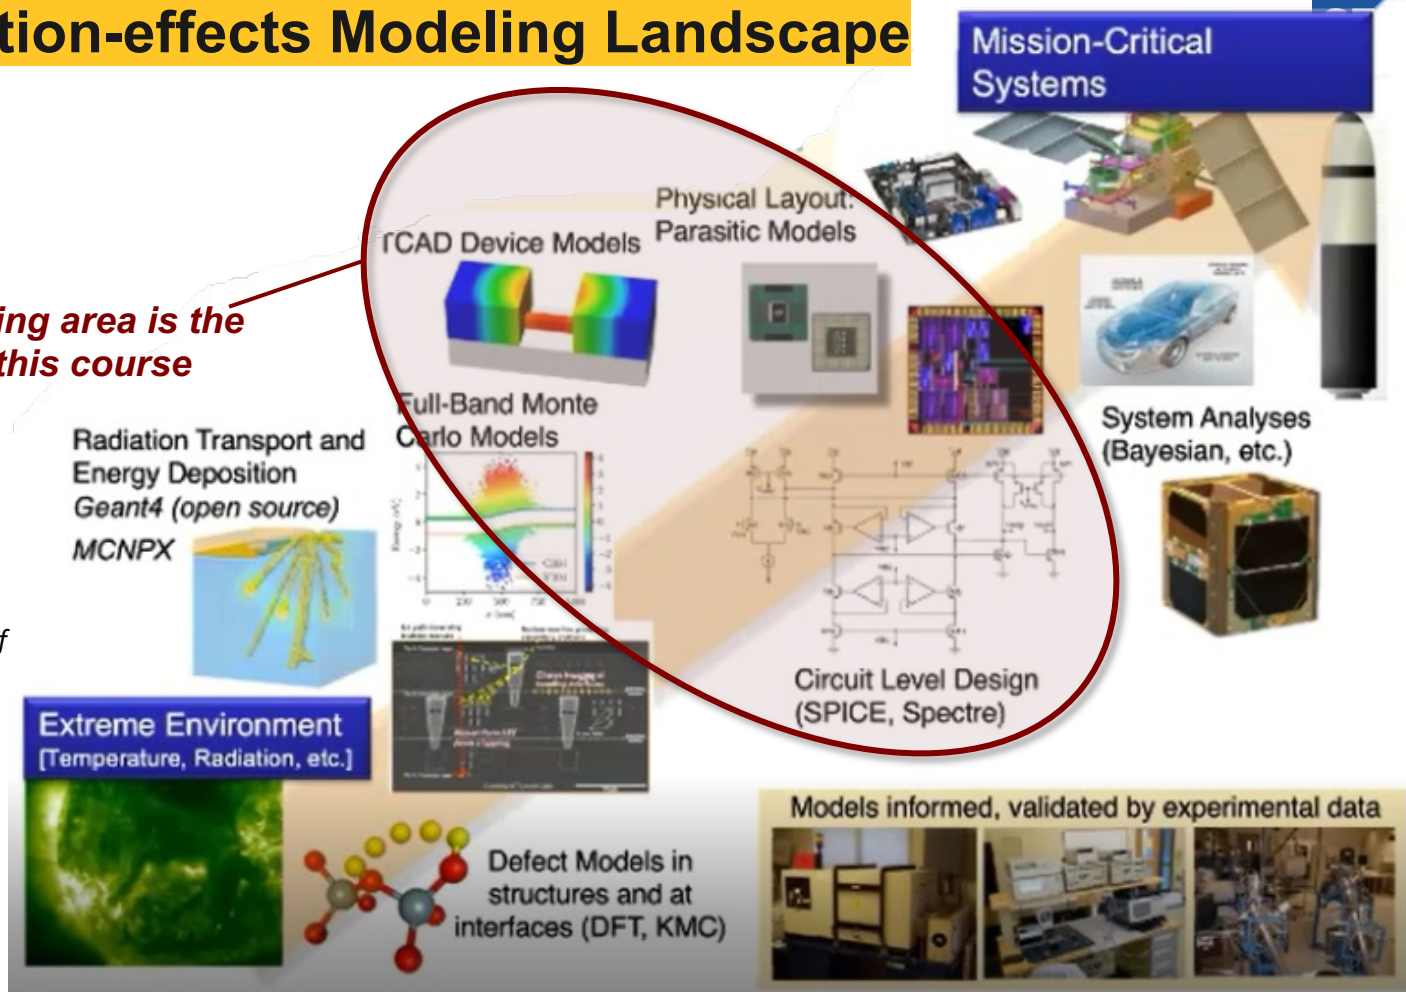 tion-effects Modeling Landscape
Mission-Critical
Systems
Physical Layout:
Parasitic Models
TCAD Device Models
ing area is the
this course
Full-Band Monte
Carlo Models
Radiation Transport and
Energy Deposition
Geant4 (open source)
MCNPX
System Analyses
(Bayesian, etc.)
f
Circuit Level Design
(SPICE, Spectre)
Extreme Environment
[Temperature, Radiation, etc.]
Models informed, validated by experimental data
Defect Models in
structures and at
interfaces (DFT, KMC)